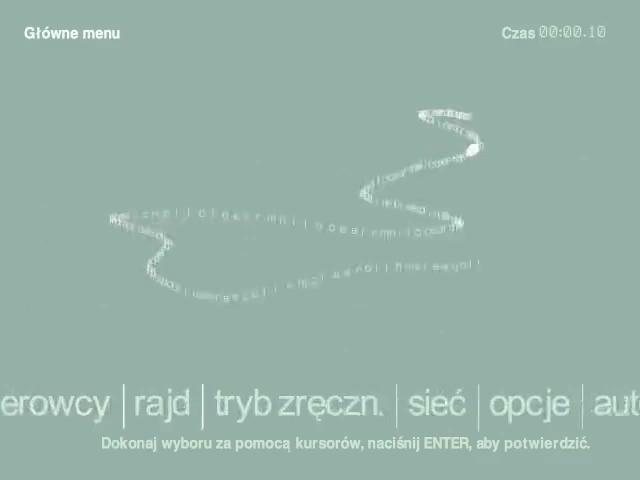 Główne menu
Czas 00:00.10
erowcy | rajd | tryb zręczn. | sieć | opcje | auto
Dokonaj wyboru za pomocą kursorów, naciśnij ENTER, aby potwierdzić.